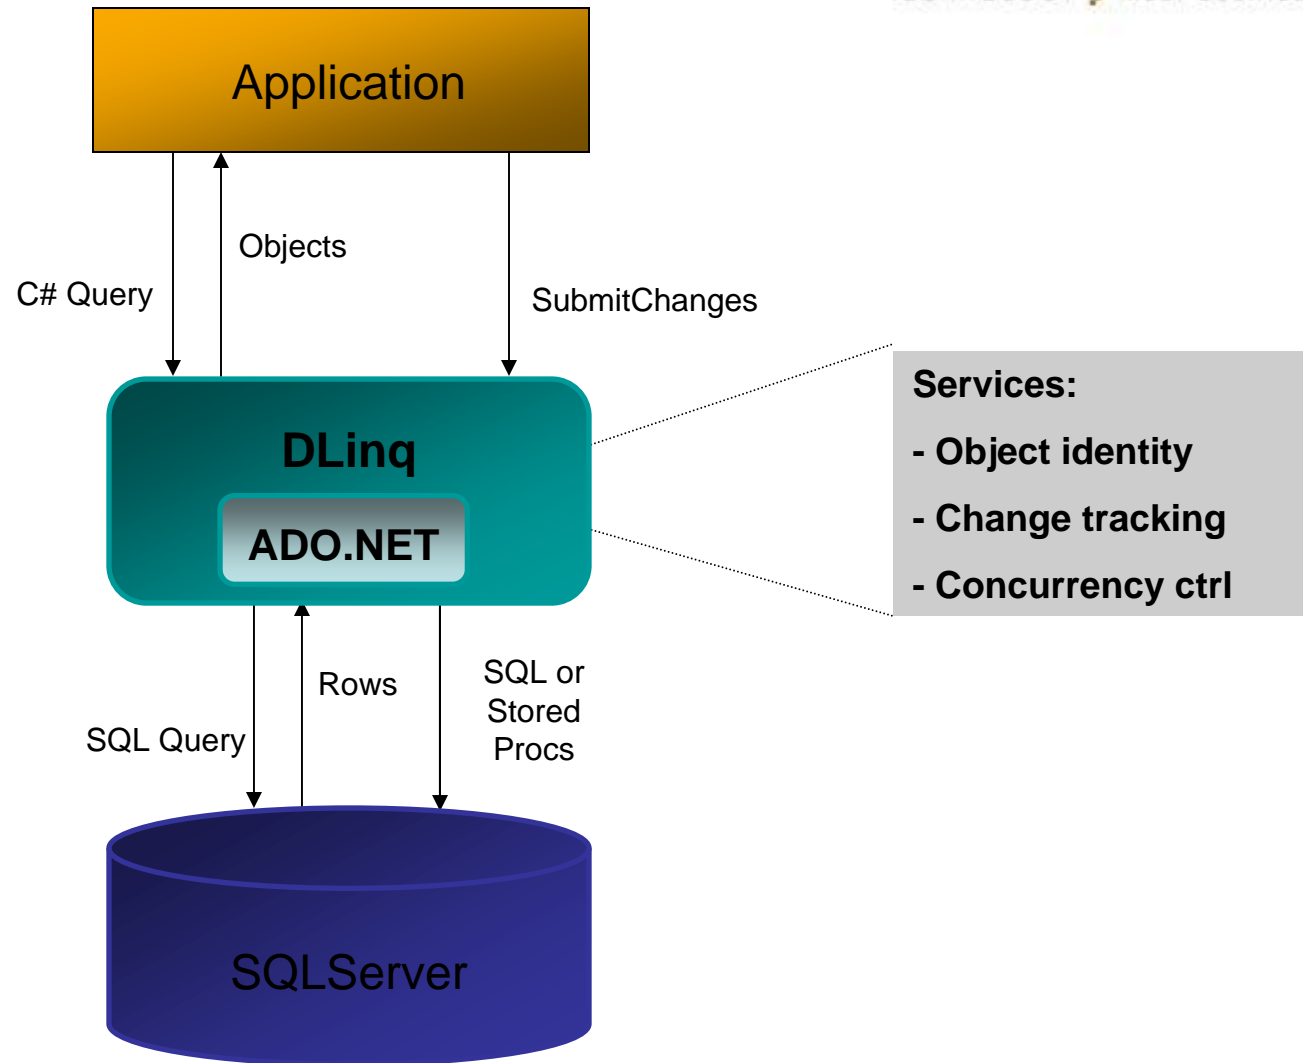 Application
Objects
C# Query
SubmitChanges
Services:
- Object identity
- Change tracking
- Concurrency ctrl
DLinq
ADO.NET
Rows
SQL or
Stored
Procs
SQL Query
SQLServer